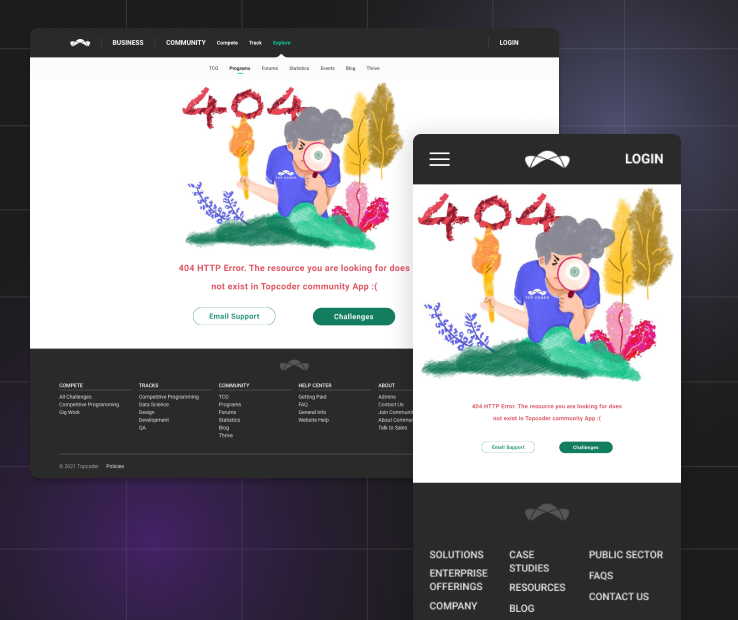 BUSINESS COMMUNITY Compete Track Explore LOGIN
TCO Programs Forums Statistics Events Blog Thrive
404
TOPCODER
404 HTTP Error. The resource you are looking for does
not exist in Topcoder community App :(
Email Support Challenges
COMPETE TRACKS COMMUNITY HELP CENTER ABOUT
All Challenges Competitive Programming TCO Getting Paid Admins
Competitive Programming Data Science Programs FAQ Contact Us
Gig Work Design Forums General Info Join Communit
Development Statistics Website Help About Commun
QA Blog Talk to Sales
Thrive
© 2021 Topcoder Policies
LOGIN
404
TOP CODER
404 HTTP Error. The resource you are looking for does
not exist in Topcoder community App :(
Email Support Challenges
SOLUTIONS CASE STUDIES PUBLIC SECTOR
ENTERPRISE OFFERINGS RESOURCES FAQS
COMPANY BLOG CONTACT US